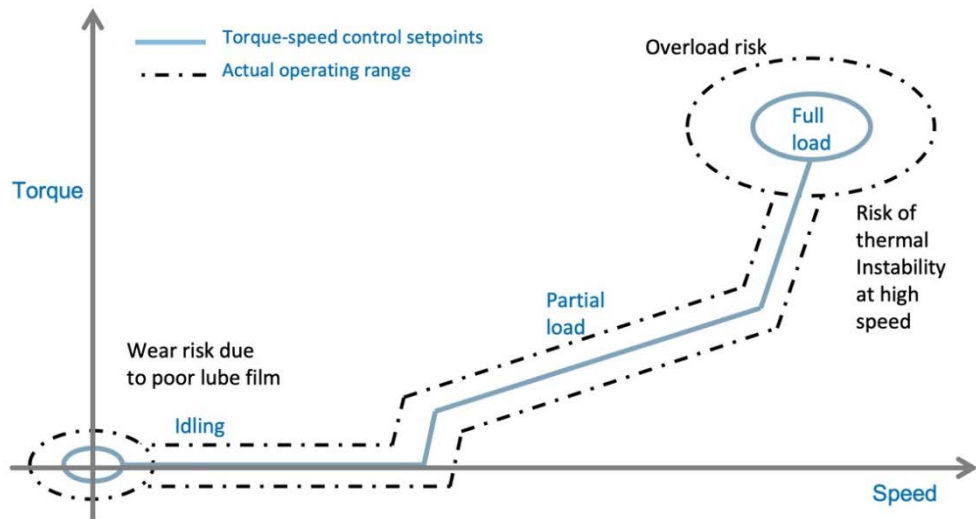 Torque-speed control setpoints
Actual operating range
Overload risk
Full
load
Torque
Risk of
thermal
Instability
at high
speed
Partial
load
Wear risk due
to poor lube film
Idling
Speed